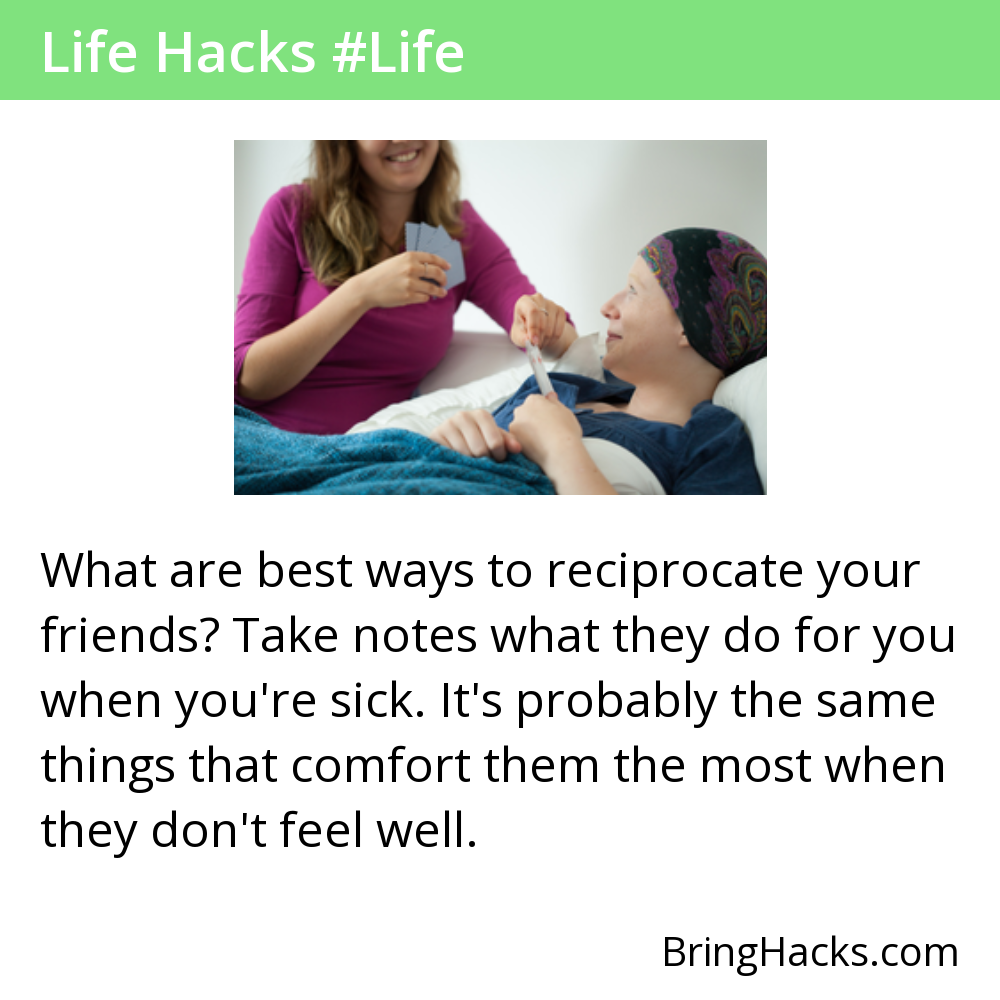 Life Hacks #Life
What are best ways to reciprocate your
friends? Take notes what they do for you
when you're sick. It's probably the same
things that comfort them the most when
they don't feel well.
BringHacks.com